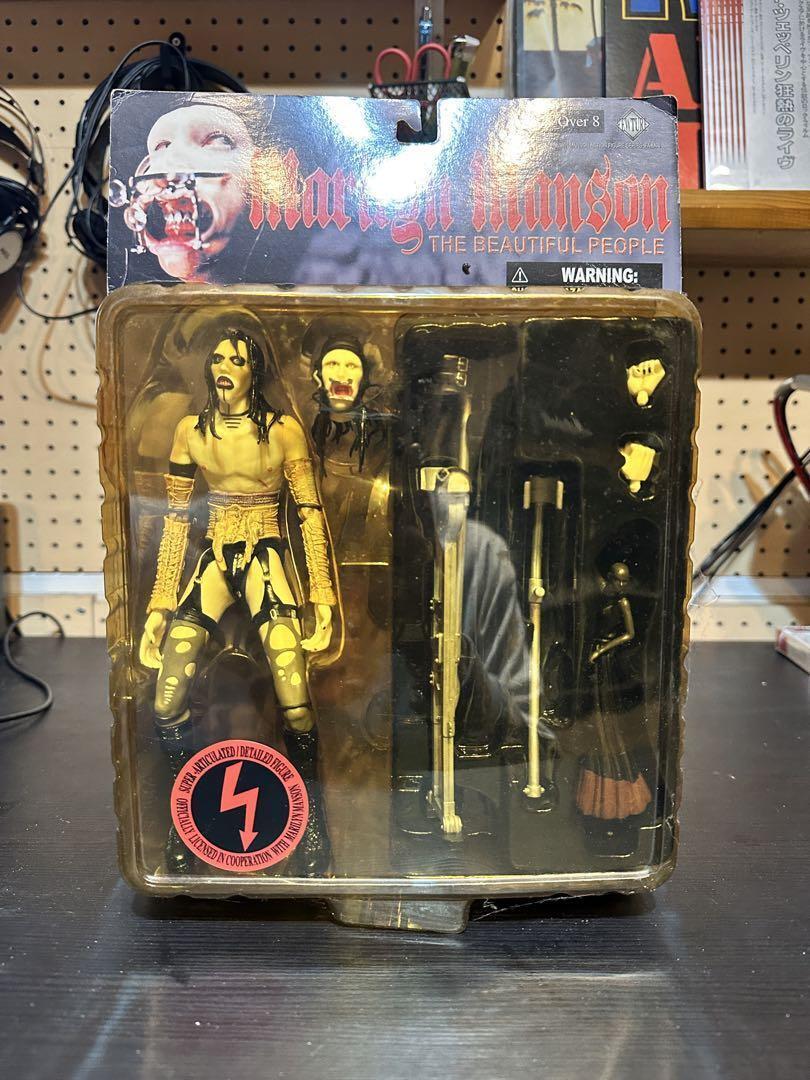 Over 8
Marilyn Manson
THE BEAUTIFUL PEOPLE
WARNING:
SUPER-ARTICULATED / DETAILED FIGURE
OFFICIALLY LICENSED IN COOPERATION WITH MARILYN MANSON
ツェッペリン狂熱のライヴ